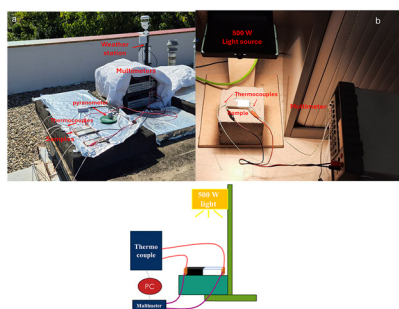 a
Weather
station
Multimeters
pyranometer
Thermocouples
b
500 W
Light source
Thermocouples
Sample
Multimeter
500 W
light
Thermo
couple
PC
Multimeter